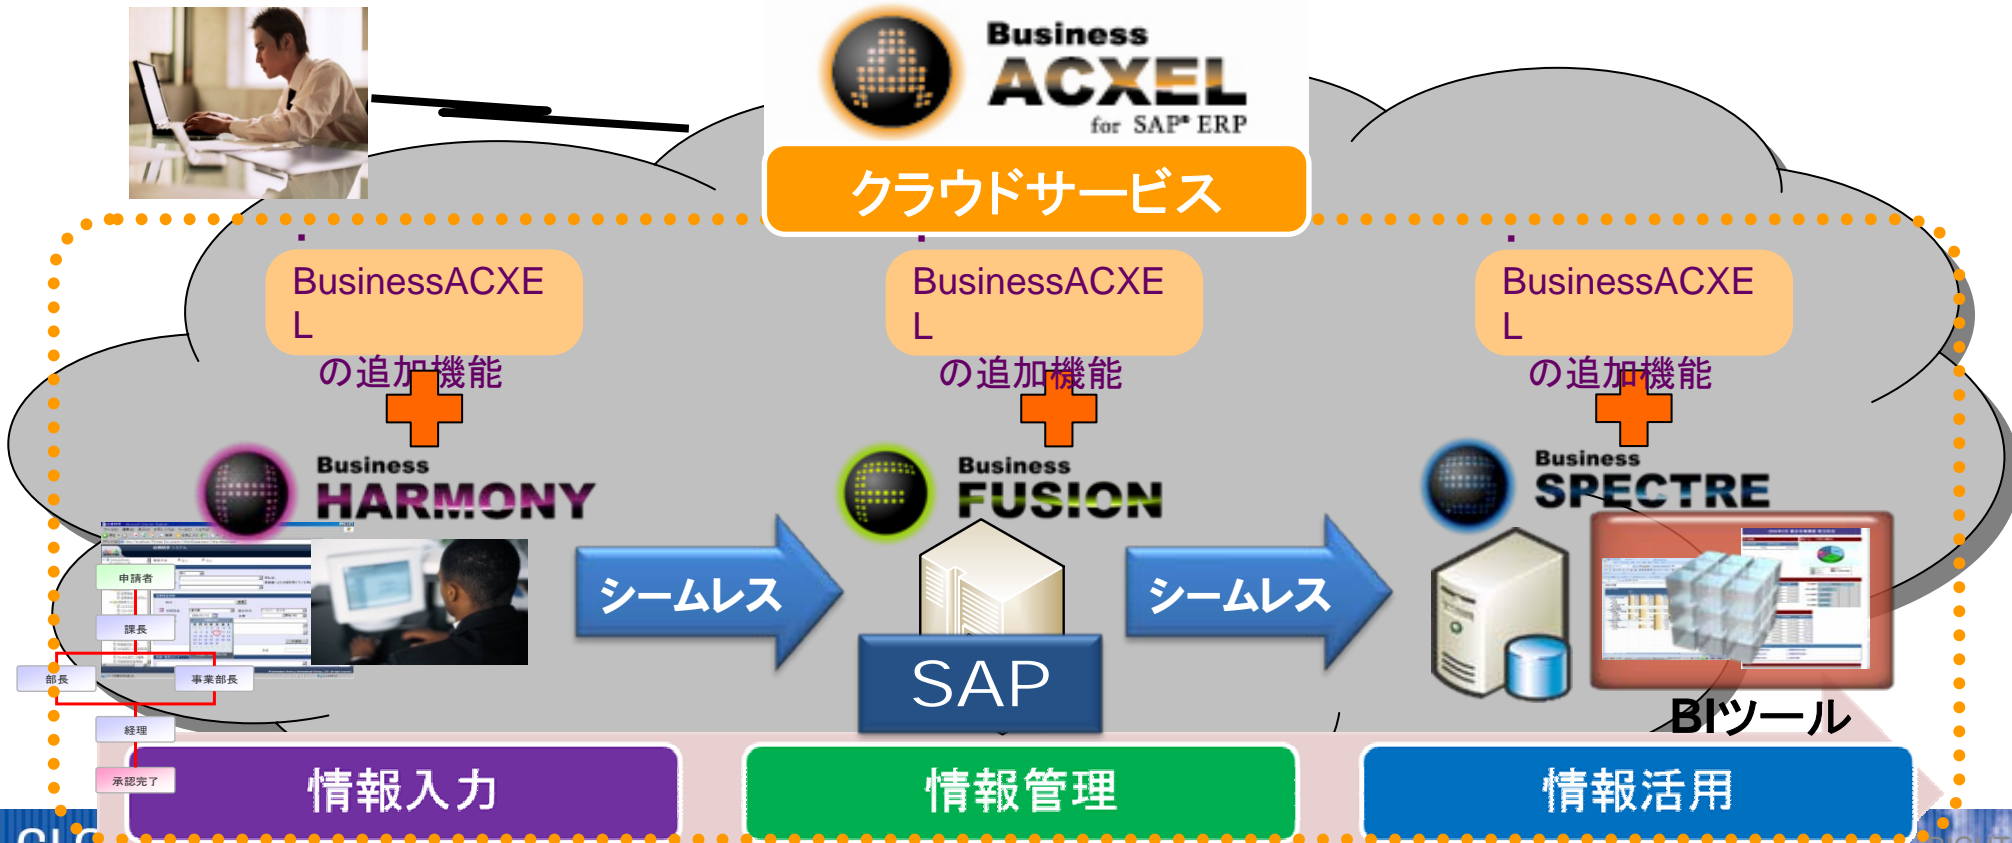 Business
ACXEL
for SAP® ERP
クラウドサービス
BusinessACXE
L
の追加機能
BusinessACXE
L
の追加機能
BusinessACXE
L
の追加機能
Business
HARMONY
Business
FUSION
Business
SPECTRE
シームレス
シームレス
申請者
課長
部長
事業部長
経理
承認完了
SAP
BIツール
情報入力
情報管理
情報活用